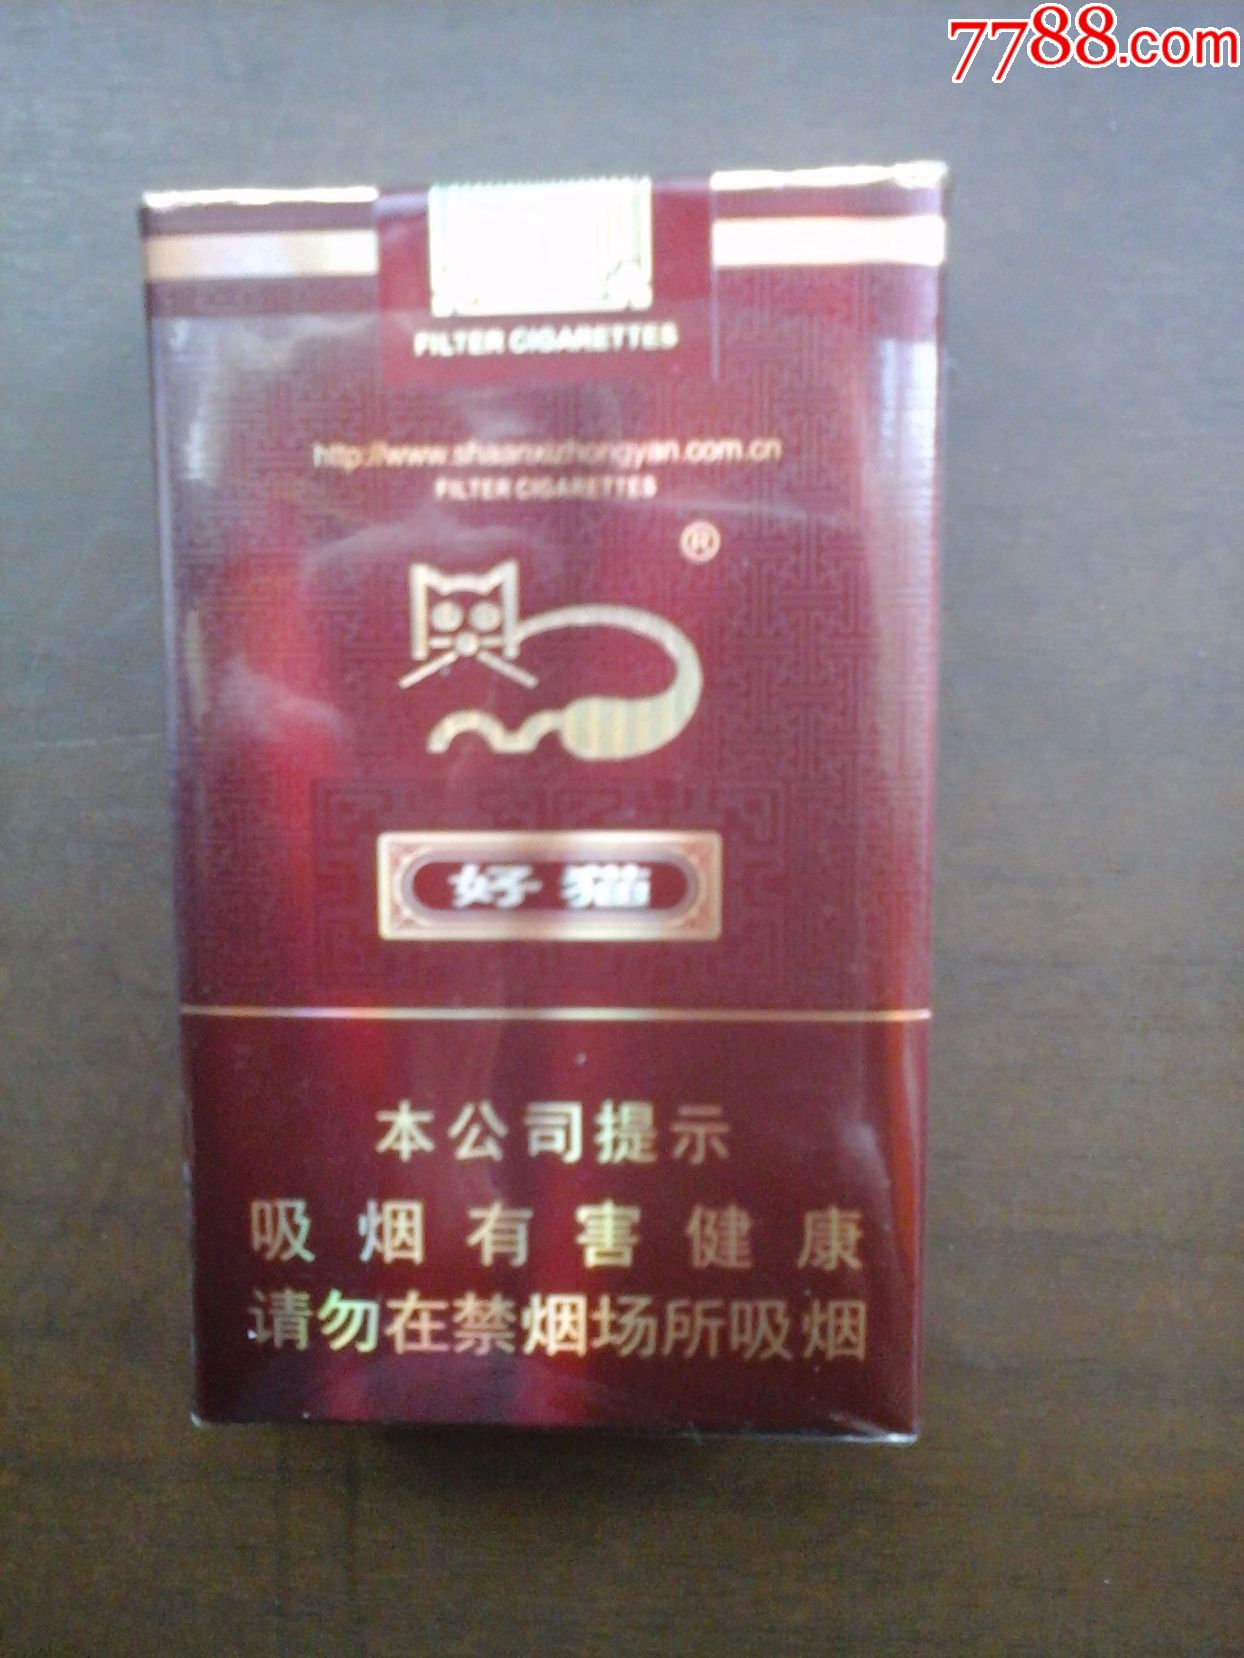 7788.com
FILTER CIGARETTES
http://www.shaanxizhongyan.com.cn
FILTER CIGARETTES
®
好猫
本公司提示
吸烟有害健康
请勿在禁烟场所吸烟